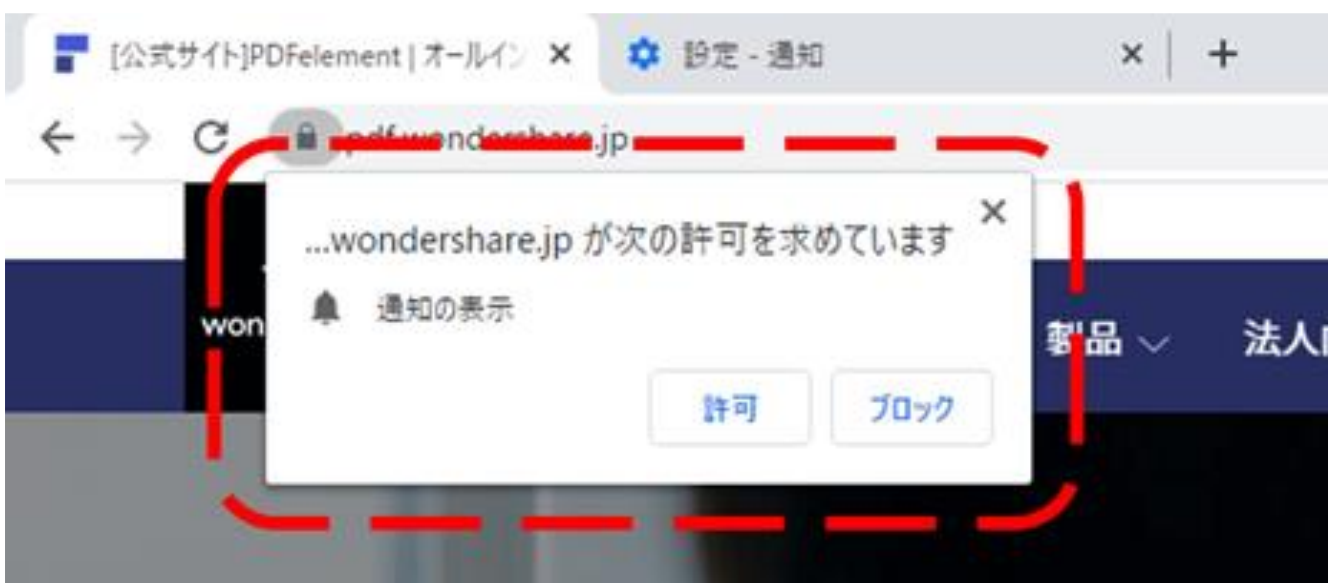 [公式サイト]PDFelement | オールイン
設定 - 通知
pdf.wondershare.jp
...wondershare.jp が次の許可を求めています
通知の表示
won
製品
法人
許可
ブロック